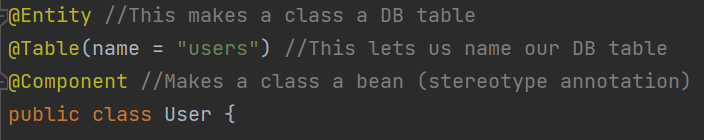 @Entity //This makes a class a DB table
@Table(name = "users") //This lets us name our DB table
@Component //Makes a class a bean (stereotype annotation)
public class User {